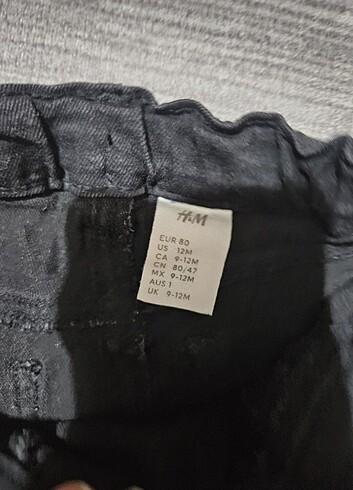 H&M
EUR 80
US 12M
CA 9-12M
CN 80/47
MX 9-12M
AUS 1
UK 9-12M